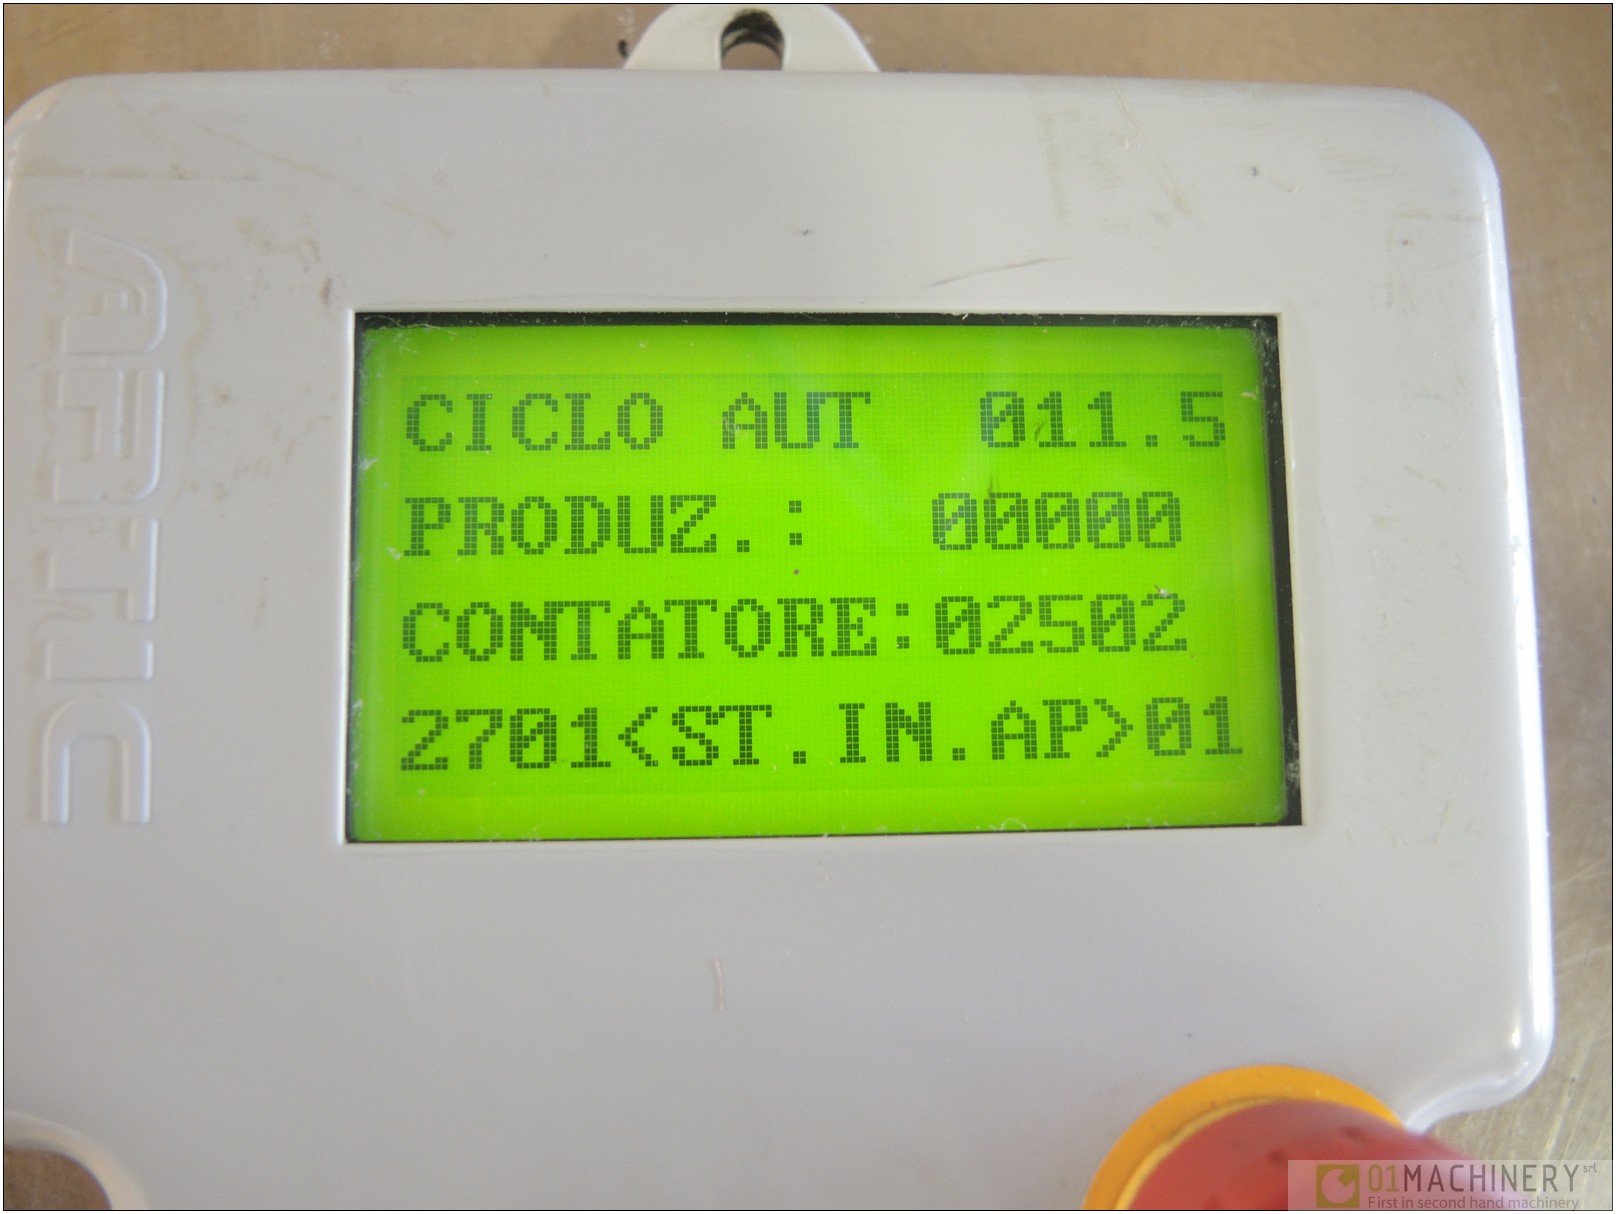 ARTIC
CICLO AUT 011.5
PRODUZ.: 00000
CONTATORE:02502
2701<ST.IN.AP>01
01MACHINERY srl
First in second hand machinery